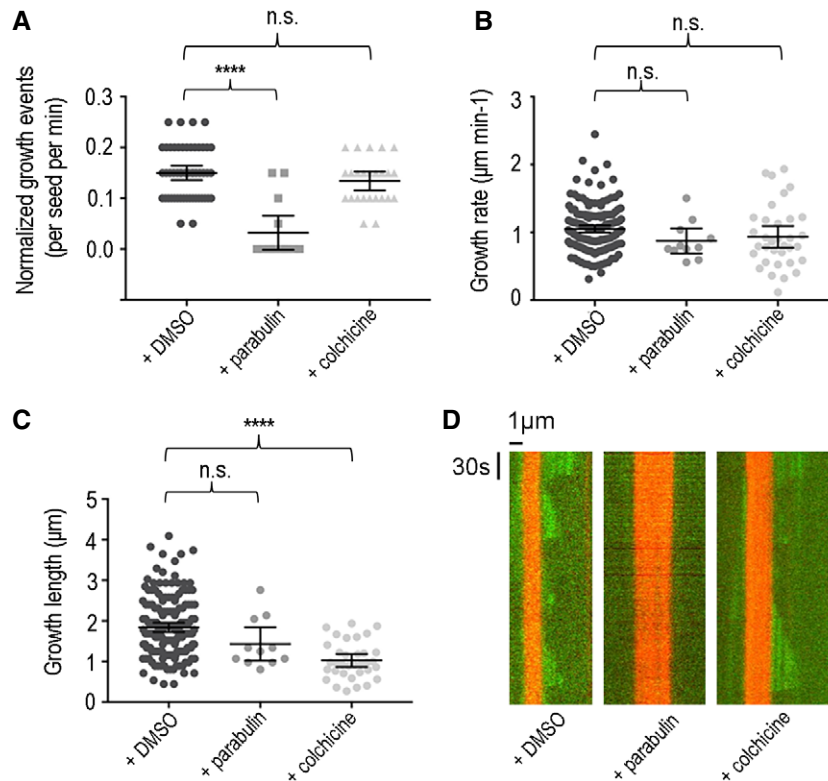 A
n.s.
****
Normalized growth events
(per seed per min)
0.3
0.2
0.1
0.0
+ DMSO
+ parabulin
+ colchicine
B
n.s.
n.s.
Growth rate (µm min-1)
3
2
1
0
+ DMSO
+ parabulin
+ colchicine
C
****
n.s.
Growth length (µm)
5
4
3
2
1
0
+ DMSO
+ parabulin
+ colchicine
D
1µm
30s
+ DMSO
+ parabulin
+ colchicine